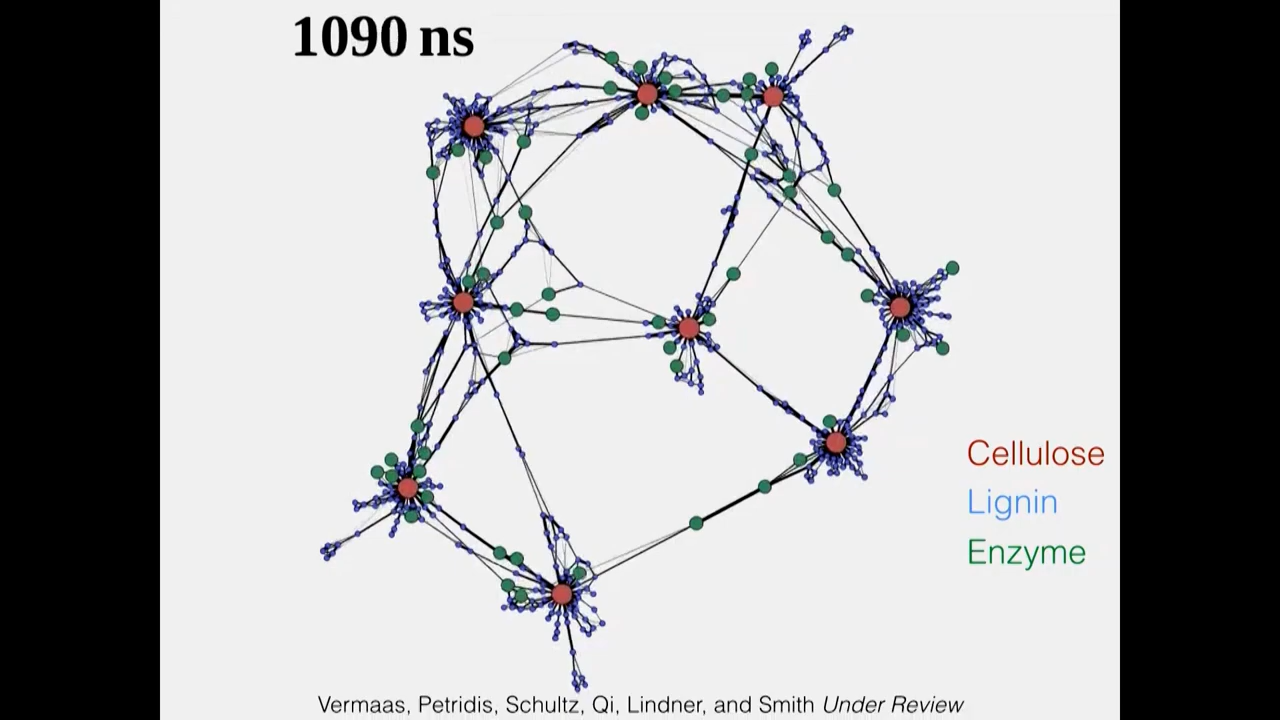 1090 ns
Cellulose
Lignin
Enzyme
Vermaas, Petridis, Schultz, Qi, Lindner, and Smith Under Review